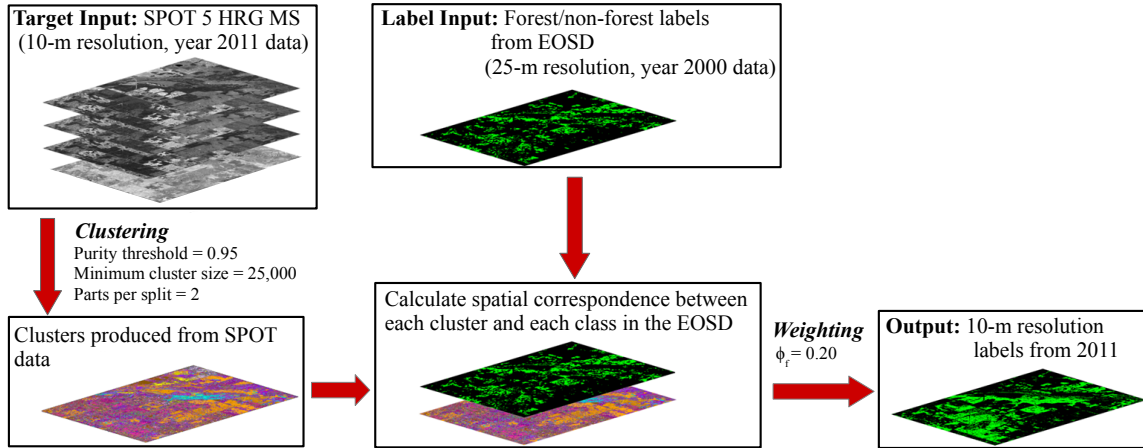 Target Input: SPOT 5 HRG MS
(10-m resolution, year 2011 data)
Label Input: Forest/non-forest labels
from EOSD
(25-m resolution, year 2000 data)
Clustering
Purity threshold = 0.95
Minimum cluster size = 25,000
Parts per split = 2
Clusters produced from SPOT
data
Calculate spatial correspondence between
each cluster and each class in the EOSD
Weighting
ϕf = 0.20
Output: 10-m resolution
labels from 2011